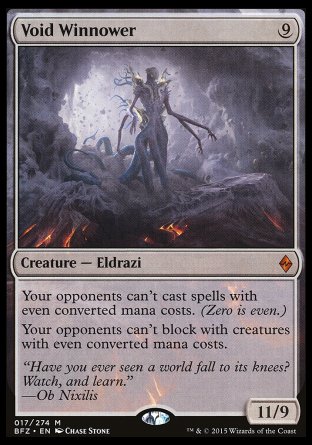 Void Winnower 9
Creature — Eldrazi
Your opponents can't cast spells with
even converted mana costs. (Zero is even.)
Your opponents can't block with creatures
with even converted mana costs.
"Have you ever seen a world fall to its knees?
Watch, and learn."
—Ob Nixilis
11/9
017/274 M
BFZ • EN Chase Stone
™ & © 2015 Wizards of the Coast